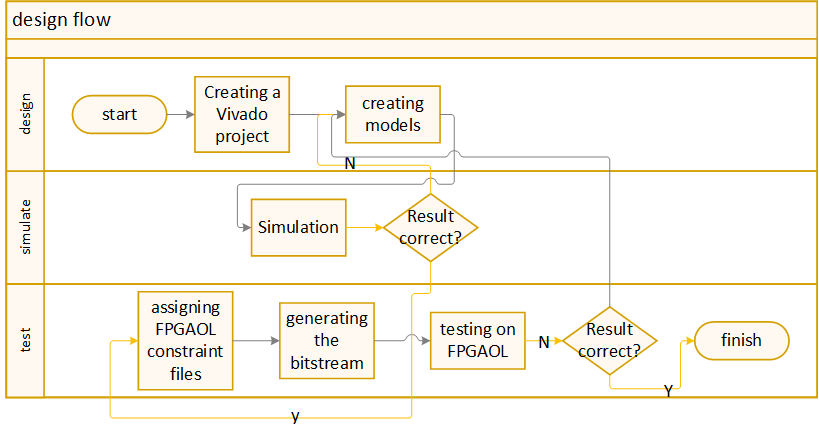 design flow
design
start
Creating a
Vivado
project
creating
models
N
simulate
Simulation
Result
correct?
test
assigning
FPGAOL
constraint
files
generating
the
bitstream
testing on
FPGAOL
N
Result
correct?
finish
Y
y